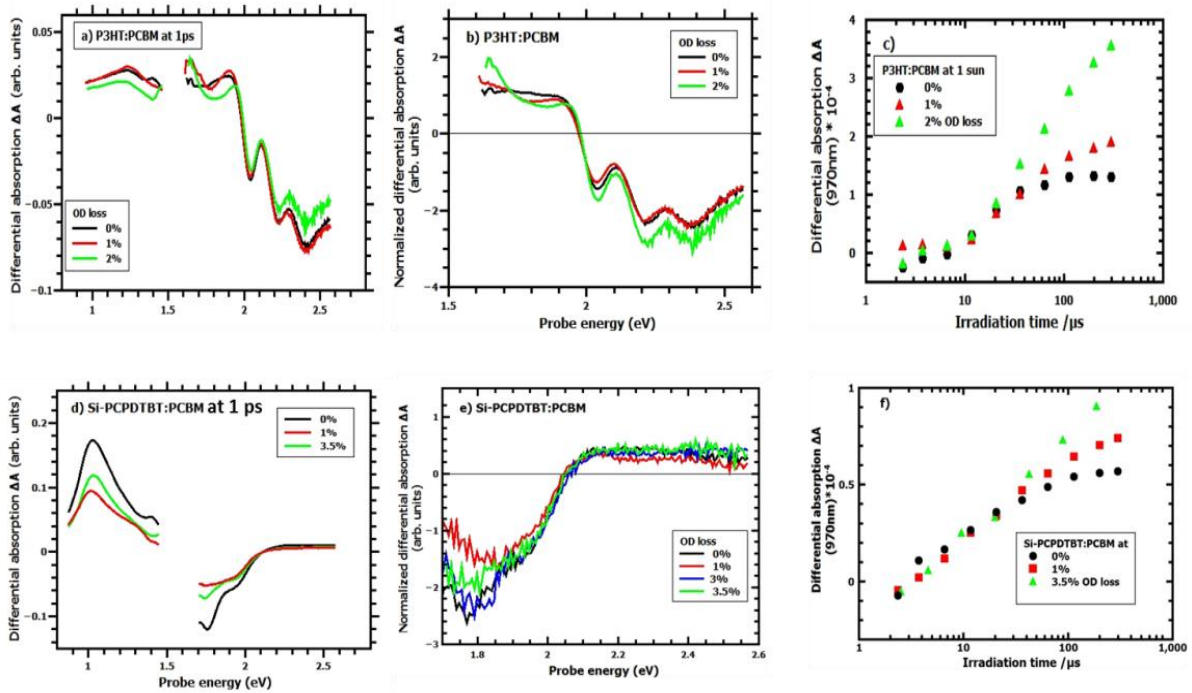 a) P3HT:PCBM at 1ps
Differential absorption ΔA (arb. units)
0.05
0
−0.05
−0.1
OD loss
0%
1%
2%
1
1.5
2
2.5
b) P3HT:PCBM
OD loss
0%
1%
2%
Normalized differential absorption ΔA
(arb. units)
2
0
−2
−4
1.5
2
2.5
Probe energy (eV)
c)
P3HT:PCBM at 1 sun
0%
1%
2% OD loss
Differential absorption ΔA
(970nm) * 10⁻⁴
4
2
0
1
10
100
1,000
Irradiation time /μs
d) Si-PCPDTBT:PCBM at 1 ps
0%
1%
3.5%
Differential absorption ΔA (arb. units)
0.2
0.1
0
−0.1
1
1.5
2
2.5
Probe energy (eV)
e) Si-PCPDTBT:PCBM
Normalized differential absorption ΔA
(arb. units)
1
0
−1
−2
−3
OD loss
0%
1%
3%
3.5%
1.8
2
2.2
2.4
2.6
Probe energy (eV)
f)
Differential absorption ΔA
(970nm)*10⁻⁴
1
0.5
0
Si-PCPDTBT:PCBM at
0%
1%
3.5% OD loss
1
10
100
1,000
Irradiation time /μs